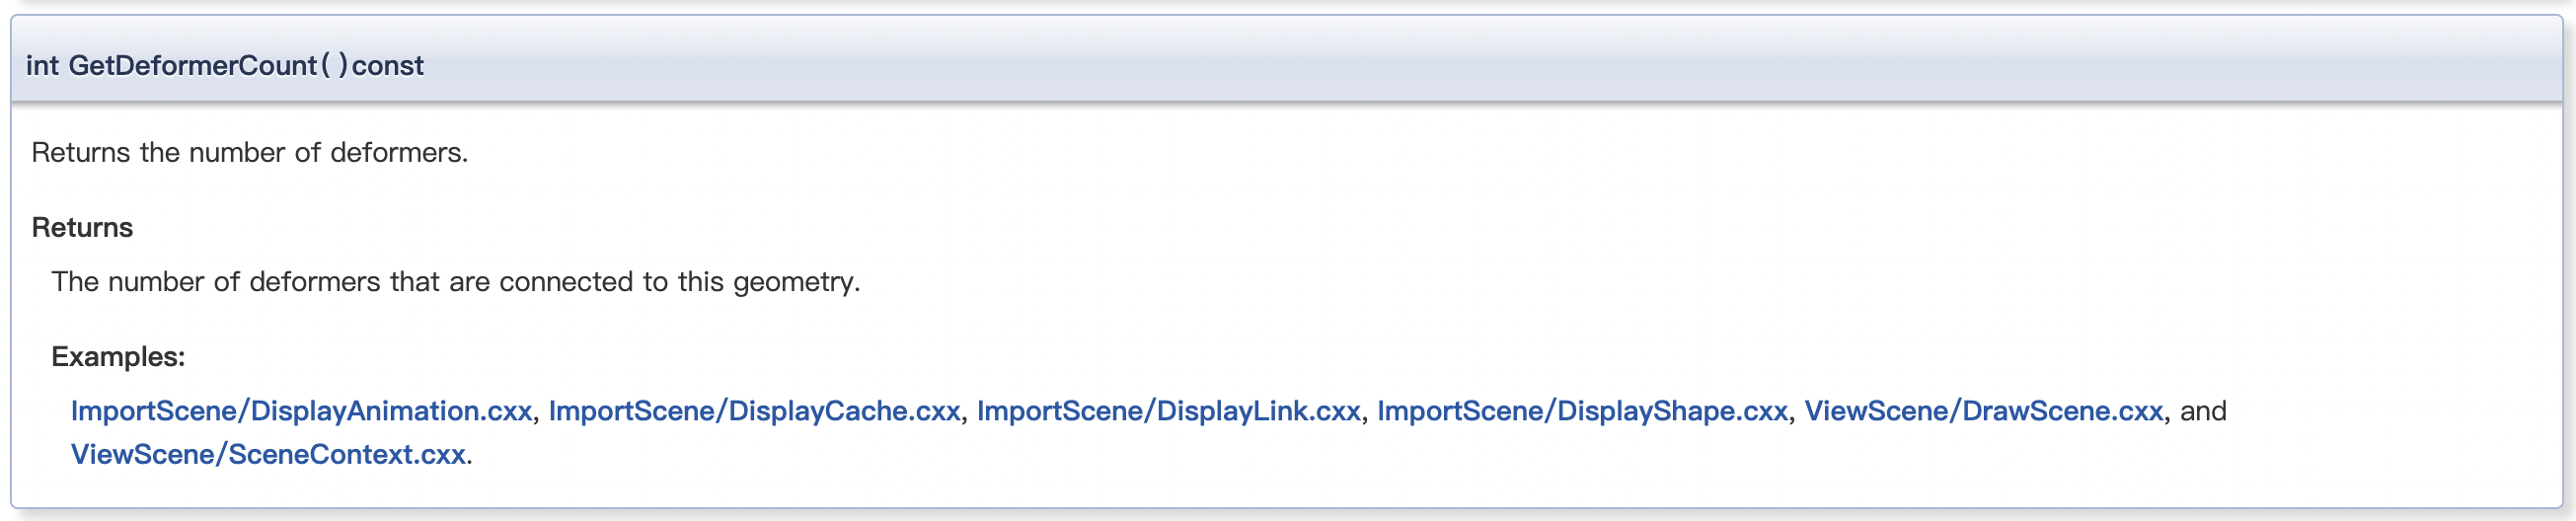 int GetDeformerCount( )const
Returns the number of deformers.
Returns
The number of deformers that are connected to this geometry.
Examples:
ImportScene/DisplayAnimation.cxx, ImportScene/DisplayCache.cxx, ImportScene/DisplayLink.cxx, ImportScene/DisplayShape.cxx, ViewScene/DrawScene.cxx, and
ViewScene/SceneContext.cxx.